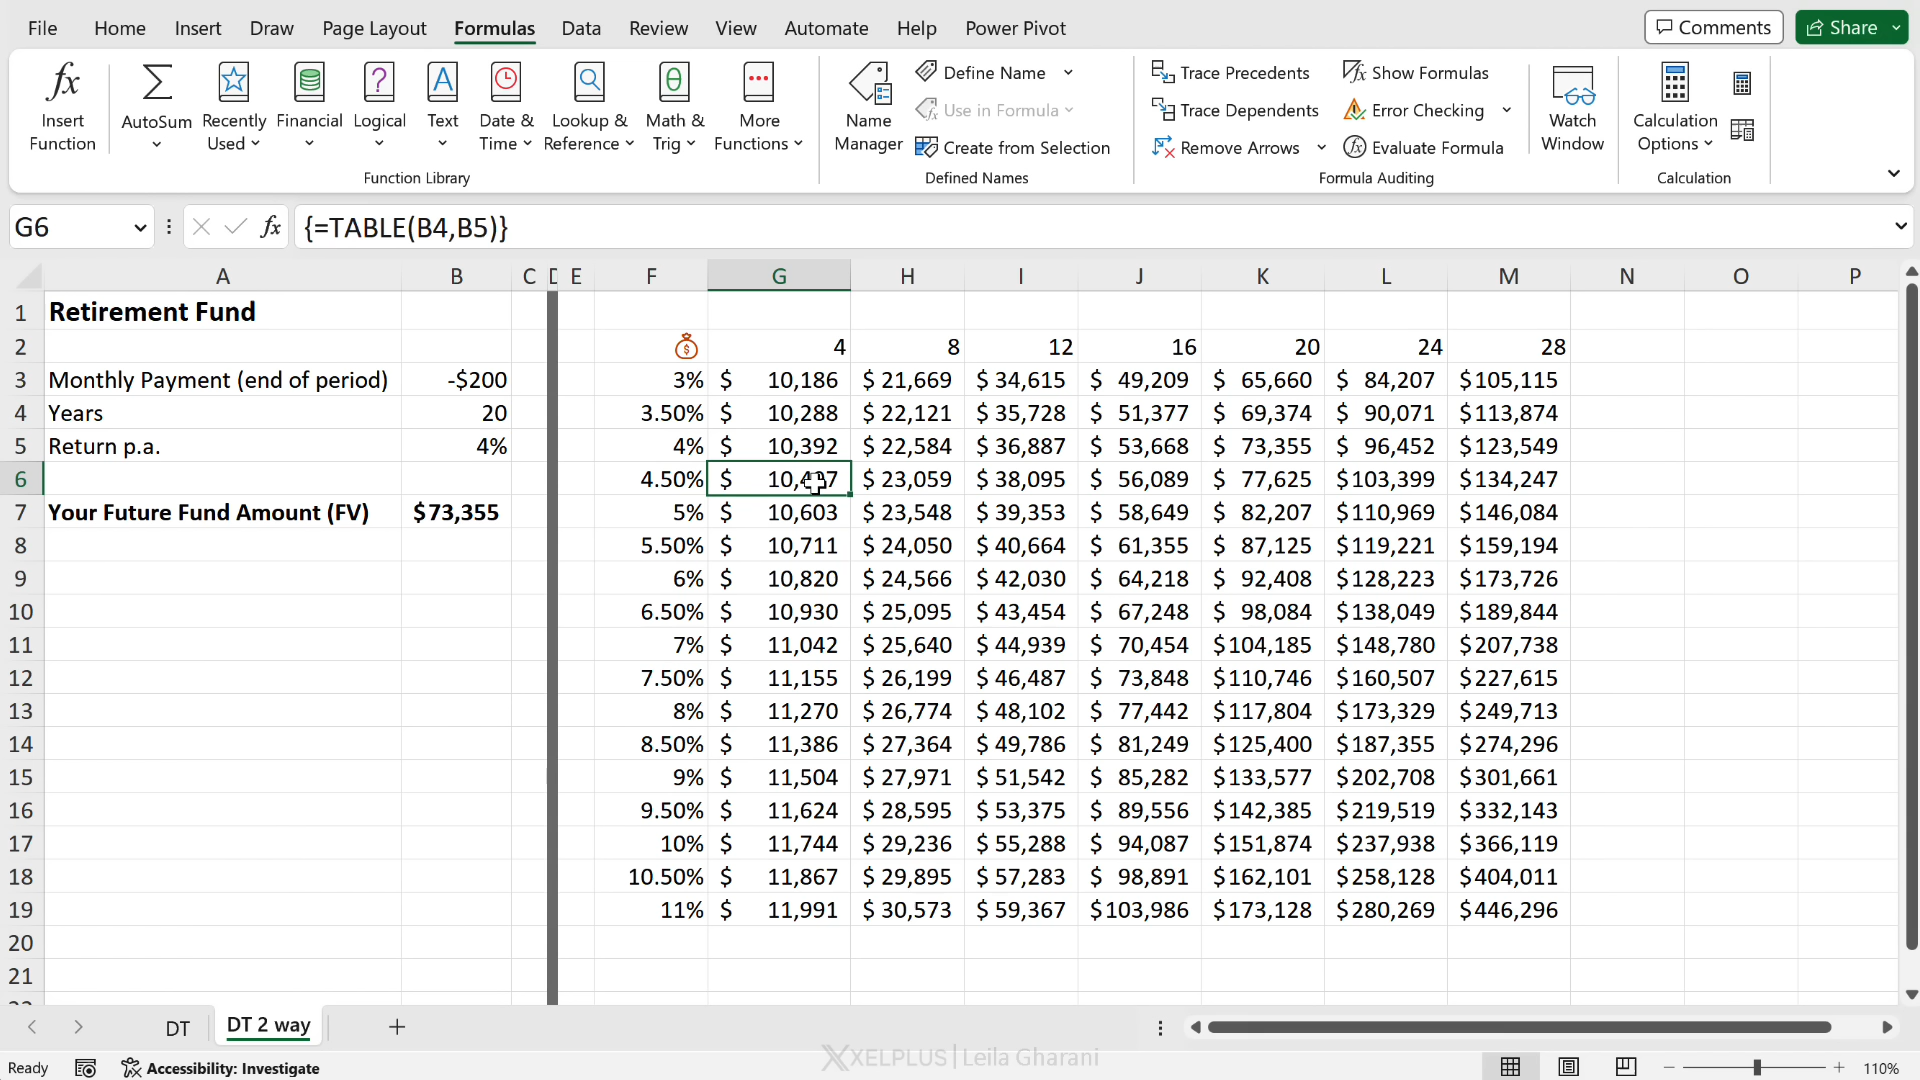 File Home Insert Draw Page Layout Formulas Data Review View Automate Help Power Pivot Comments Share
Insert Function
AutoSum
Recently Used
Financial
Logical
Text
Date & Time
Lookup & Reference
Math & Trig
More Functions
Function Library
Name Manager
Define Name
Use in Formula
Create from Selection
Defined Names
Trace Precedents
Trace Dependents
Remove Arrows
Show Formulas
Error Checking
Evaluate Formula
Formula Auditing
Watch Window
Calculation Options
Calculation
G6 fx {=TABLE(B4,B5)}
A B C D E F G H I J K L M N O P
1 Retirement Fund
2 4 8 12 16 20 24 28
3 Monthly Payment (end of period) -$200 3% $ 10,186 $ 21,669 $ 34,615 $ 49,209 $ 65,660 $ 84,207 $105,115
4 Years 20 3.50% $ 10,288 $ 22,121 $ 35,728 $ 51,377 $ 69,374 $ 90,071 $113,874
5 Return p.a. 4% 4% $ 10,392 $ 22,584 $ 36,887 $ 53,668 $ 73,355 $ 96,452 $123,549
6 4.50% $ $ 23,059 $ 38,095 $ 56,089 $ 77,625 $103,399 $134,247
7 Your Future Fund Amount (FV) $73,355 5% $ 10,603 $ 23,548 $ 39,353 $ 58,649 $ 82,207 $110,969 $146,084
8 5.50% $ 10,711 $ 24,050 $ 40,664 $ 61,355 $ 87,125 $119,221 $159,194
9 6% $ 10,820 $ 24,566 $ 42,030 $ 64,218 $ 92,408 $128,223 $173,726
10 6.50% $ 10,930 $ 25,095 $ 43,454 $ 67,248 $ 98,084 $138,049 $189,844
11 7% $ 11,042 $ 25,640 $ 44,939 $ 70,454 $104,185 $148,780 $207,738
12 7.50% $ 11,155 $ 26,199 $ 46,487 $ 73,848 $110,746 $160,507 $227,615
13 8% $ 11,270 $ 26,774 $ 48,102 $ 77,442 $117,804 $173,329 $249,713
14 8.50% $ 11,386 $ 27,364 $ 49,786 $ 81,249 $125,400 $187,355 $274,296
15 9% $ 11,504 $ 27,971 $ 51,542 $ 85,282 $133,577 $202,708 $301,661
16 9.50% $ 11,624 $ 28,595 $ 53,375 $ 89,556 $142,385 $219,519 $332,143
17 10% $ 11,744 $ 29,236 $ 55,288 $ 94,087 $151,874 $237,938 $366,119
18 10.50% $ 11,867 $ 29,895 $ 57,283 $ 98,891 $162,101 $258,128 $404,011
19 11% $ 11,991 $ 30,573 $ 59,367 $103,986 $173,128 $280,269 $446,296
20
21
DT DT 2 way
XELPLUS | Leila Gharani
Ready Accessibility: Investigate 110%